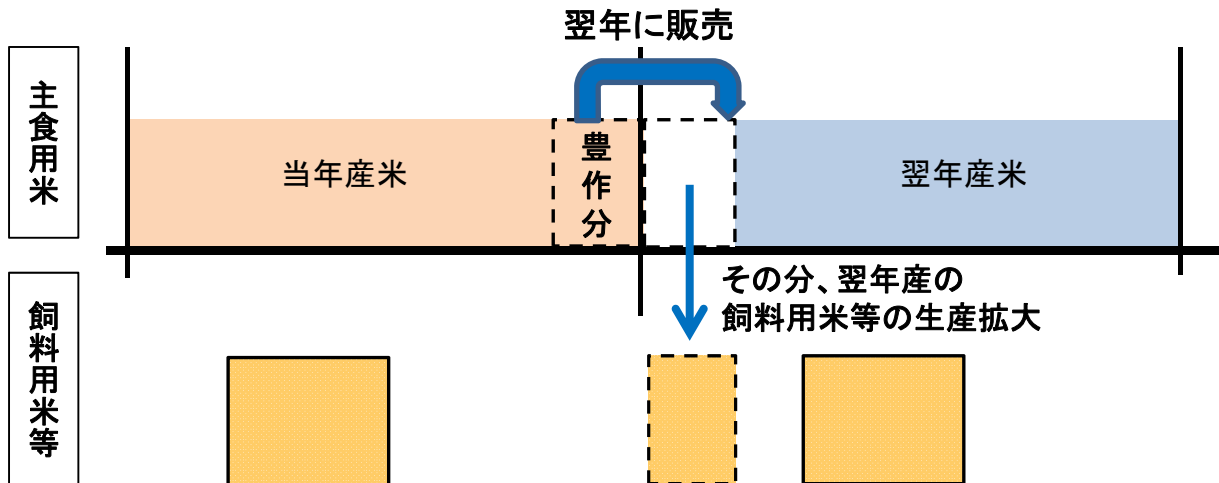 翌年に販売
主食用米
当年産米
豊作分
翌年産米
その分、翌年産の
飼料用米等の生産拡大
飼料用米等